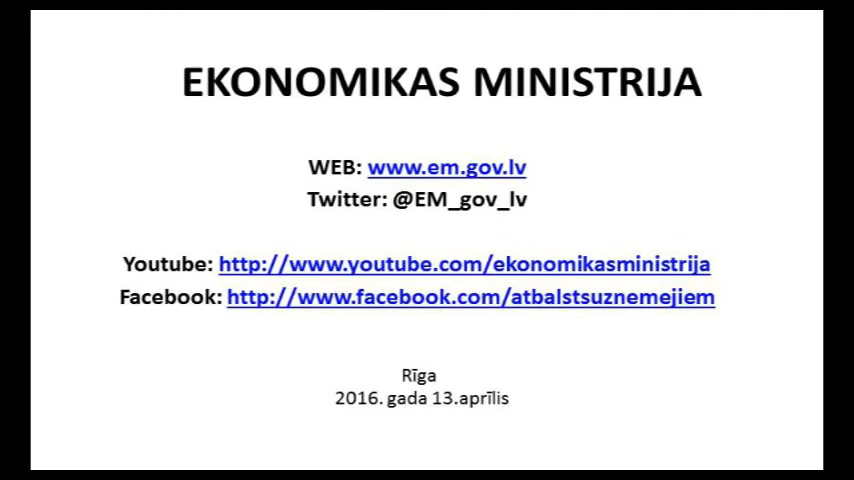 EKONOMIKAS MINISTRIJA
WEB: www.em.gov.lv
Twitter: @EM_gov_lv
Youtube: http://www.youtube.com/ekonomikasministrija
Facebook: http://www.facebook.com/atbalstsuznemejiem
Rīga
2016. gada 13.aprīlis